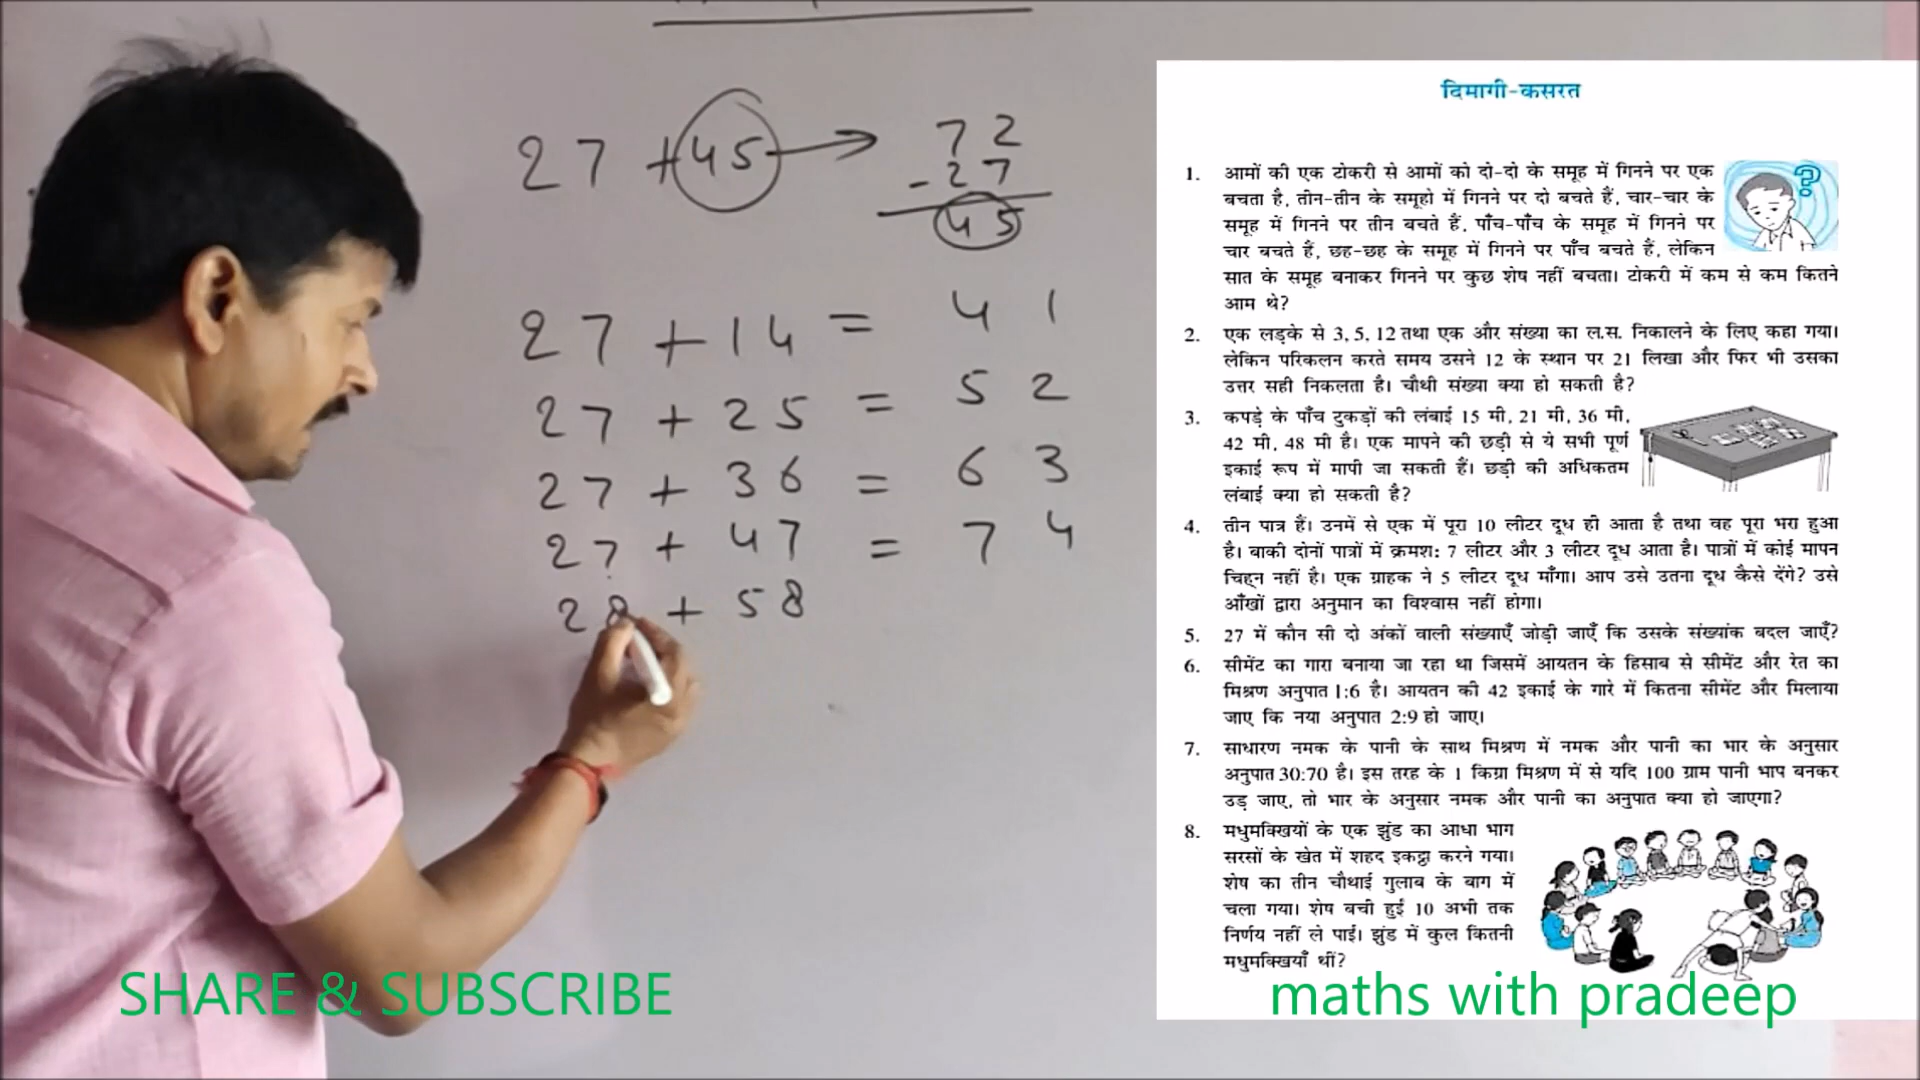 27 + 45 → 72
- 27
45
27 + 14 = 41
27 + 25 = 52
27 + 36 = 63
27 + 47 = 74
28 + 58
दिमागी-कसरत
1. आमों की एक टोकरी से आमों को दो-दो के समूह में गिनने पर एक
बचता है, तीन-तीन के समूहो में गिनने पर दो बचते हैं, चार-चार के
समूह में गिनने पर तीन बचते हैं, पाँच-पाँच के समूह में गिनने पर
चार बचते हैं, छह-छह के समूह में गिनने पर पाँच बचते हैं, लेकिन
सात के समूह बनाकर गिनने पर कुछ शेष नहीं बचता। टोकरी में कम से कम कितने
आम थे?
2. एक लड़के से 3, 5, 12 तथा एक और संख्या का ल.स. निकालने के लिए कहा गया।
लेकिन परिकलन करते समय उसने 12 के स्थान पर 21 लिखा और फिर भी उसका
उत्तर सही निकलता है। चौथी संख्या क्या हो सकती है?
3. कपड़े के पाँच टुकड़ों की लंबाई 15 मी, 21 मी, 36 मी,
42 मी, 48 मी है। एक मापने की छड़ी से ये सभी पूर्ण
इकाई रूप में मापी जा सकती हैं। छड़ी की अधिकतम
लंबाई क्या हो सकती है?
4. तीन पात्र हैं। उनमें से एक में पूरा 10 लीटर दूध ही आता है तथा वह पूरा भरा हुआ
है। बाकी दोनों पात्रों में क्रमश: 7 लीटर और 3 लीटर दूध आता है। पात्रों में कोई मापन
चिह्न नहीं है। एक ग्राहक ने 5 लीटर दूध माँगा। आप उसे उतना दूध कैसे देंगे? उसे
आँखों द्वारा अनुमान का विश्वास नहीं होगा।
5. 27 में कौन सी दो अंकों वाली संख्याएँ जोड़ी जाएँ कि उसके संख्यांक बदल जाएँ?
6. सीमेंट का गारा बनाया जा रहा था जिसमें आयतन के हिसाब से सीमेंट और रेत का
मिश्रण अनुपात 1:6 है। आयतन की 42 इकाई के गारे में कितना सीमेंट और मिलाया
जाए कि नया अनुपात 2:9 हो जाए।
7. साधारण नमक के पानी के साथ मिश्रण में नमक और पानी का भार के अनुसार
अनुपात 30:70 है। इस तरह के 1 किग्रा मिश्रण में से यदि 100 ग्राम पानी भाप बनकर
उड़ जाए, तो भार के अनुसार नमक और पानी का अनुपात क्या हो जाएगा?
8. मधुमक्खियों के एक झुंड का आधा भाग
सरसों के खेत में शहद इकट्ठा करने गया।
शेष का तीन चौथाई गुलाब के बाग में
चला गया। शेष बची हुई 10 अभी तक
निर्णय नहीं ले पाईं। झुंड में कुल कितनी
मधुमक्खियाँ थीं?
SHARE & SUBSCRIBE
maths with pradeep